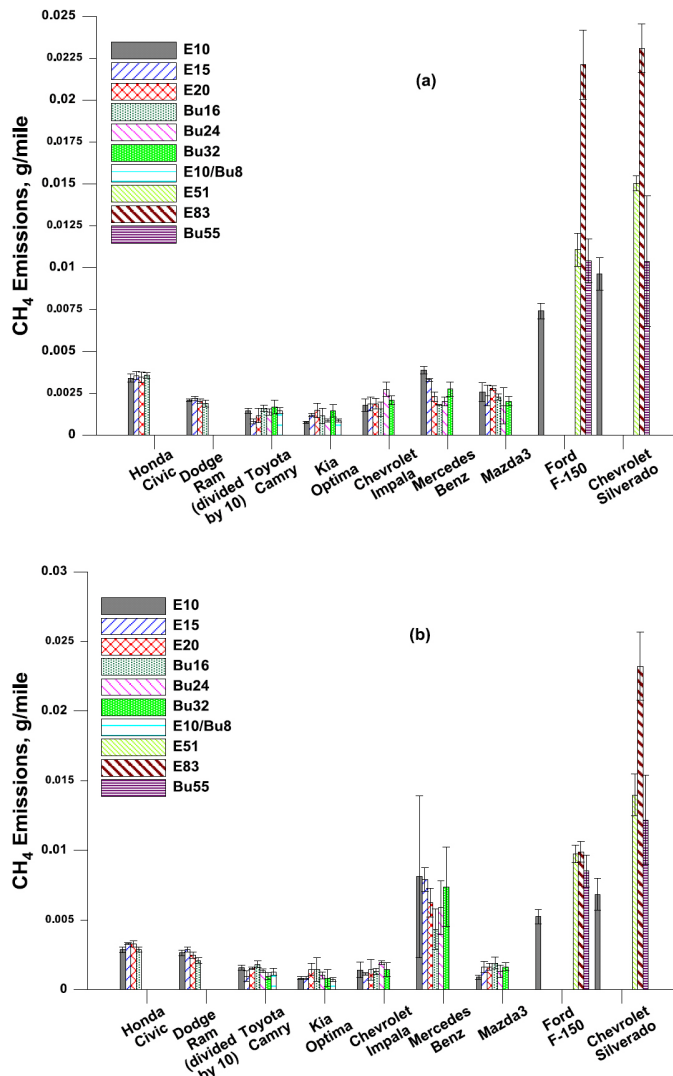 0.025
0.0225
0.02
0.0175
0.015
0.0125
0.01
0.0075
0.005
0.0025
0
CH4 Emissions, g/mile
(a)
E10
E15
E20
Bu16
Bu24
Bu32
E10/Bu8
E51
E83
Bu55
Honda
Civic
Dodge
Ram
(divided
by 10)
Toyota
Camry
Kia
Optima
Chevrolet
Impala
Mercedes
Benz
Mazda3
Ford
F-150
Chevrolet
Silverado
0.03
0.025
0.02
0.015
0.01
0.005
0
CH4 Emissions, g/mile
(b)
E10
E15
E20
Bu16
Bu24
Bu32
E10/Bu8
E51
E83
Bu55
Honda
Civic
Dodge
Ram
(divided
by 10)
Toyota
Camry
Kia
Optima
Chevrolet
Impala
Mercedes
Benz
Mazda3
Ford
F-150
Chevrolet
Silverado